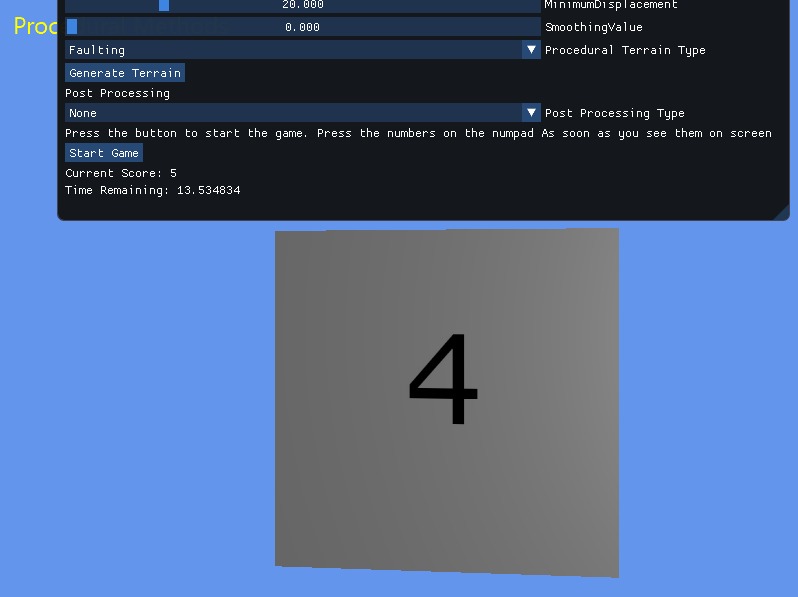 20.000 MinimumDisplacement
Proc
0.000 SmoothingValue
Faulting Procedural Terrain Type
Generate Terrain
Post Processing
None Post Processing Type
Press the button to start the game. Press the numbers on the numpad As soon as you see them on screen
Start Game
Current Score: 5
Time Remaining: 13.534834
4